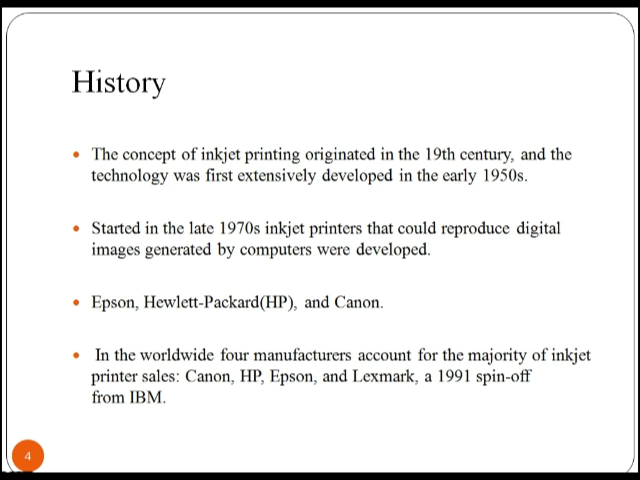 History
• The concept of inkjet printing originated in the 19th century, and the
technology was first extensively developed in the early 1950s.
• Started in the late 1970s inkjet printers that could reproduce digital
images generated by computers were developed.
• Epson, Hewlett-Packard(HP), and Canon.
• In the worldwide four manufacturers account for the majority of inkjet
printer sales: Canon, HP, Epson, and Lexmark, a 1991 spin-off
from IBM.
4